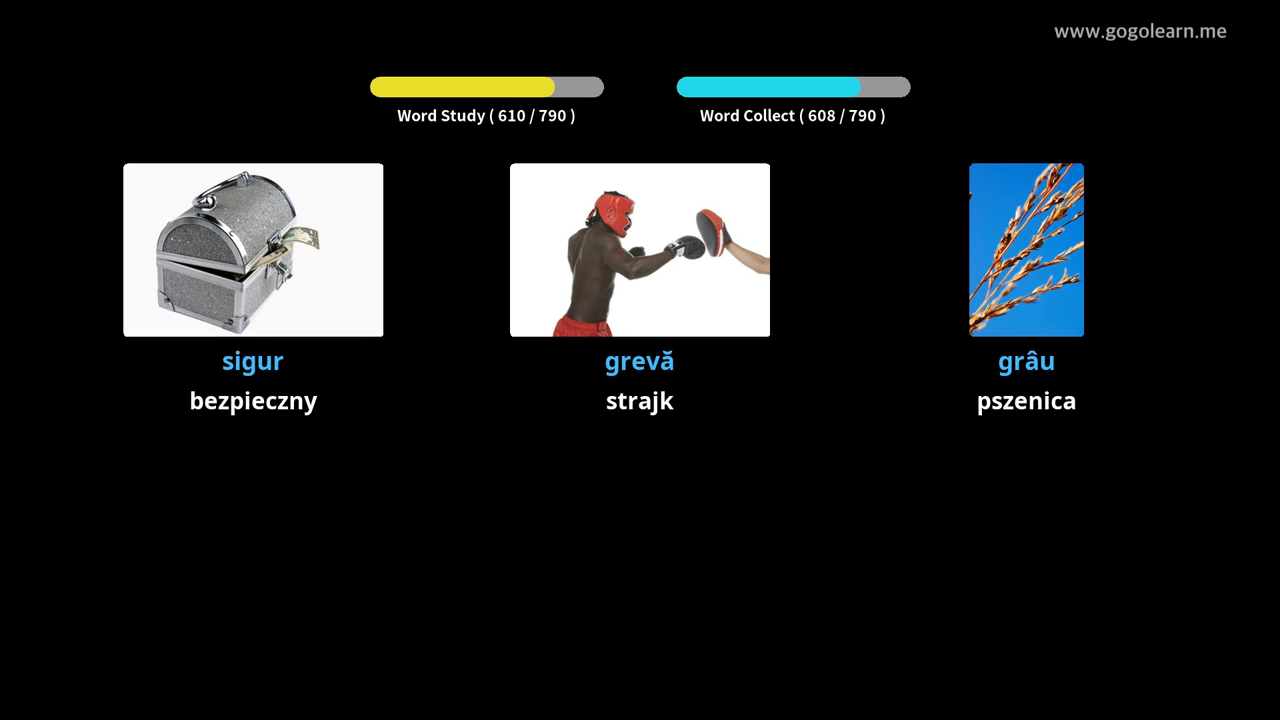 www.gogolearn.me
Word Study ( 610 / 790 )
Word Collect ( 608 / 790 )
sigur
bezpieczny
grevă
strajk
grâu
pszenica